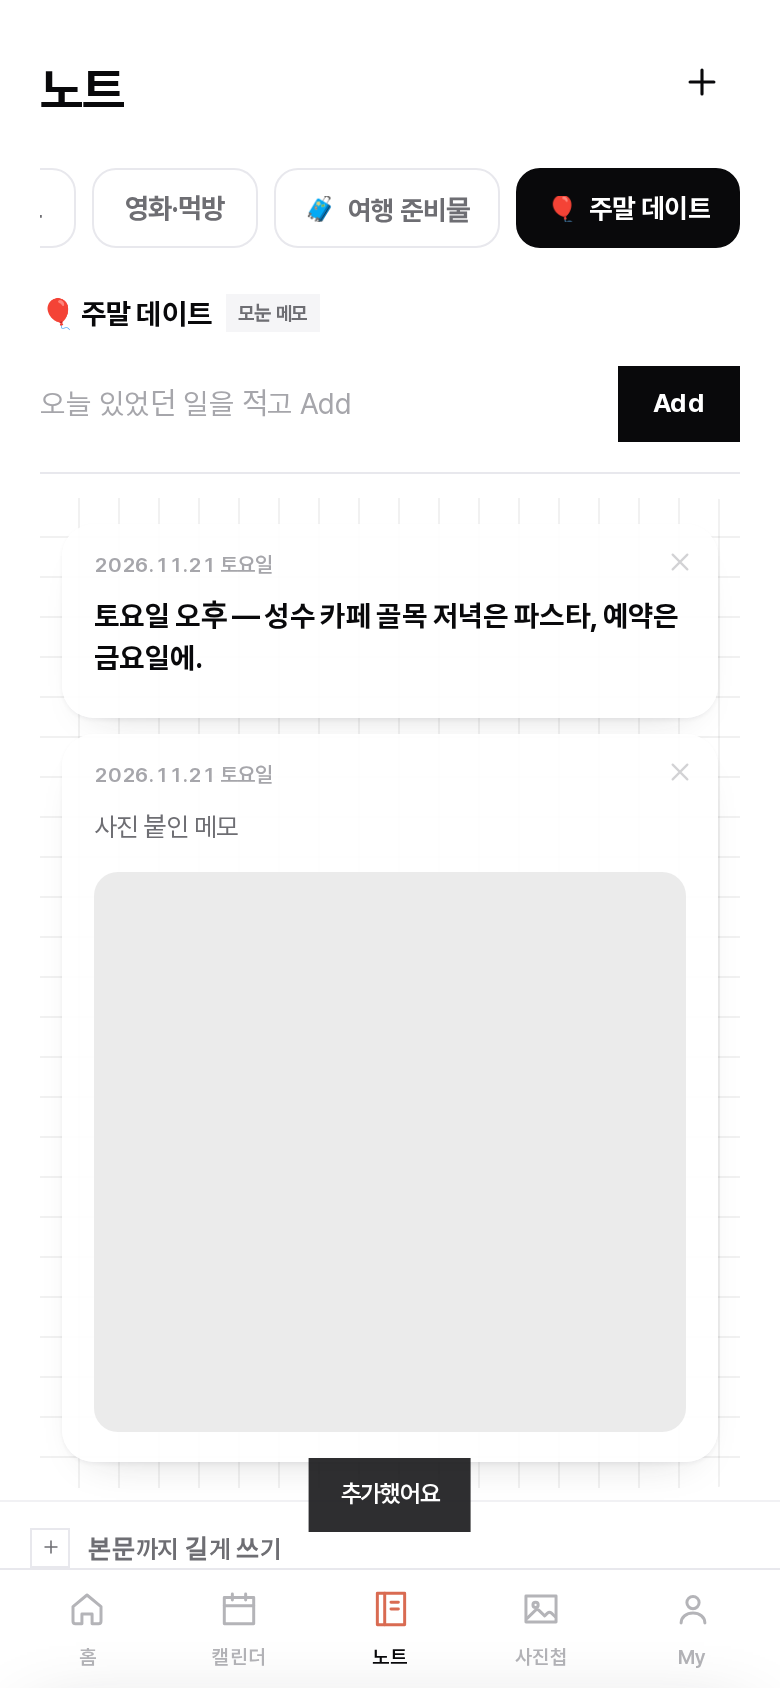 노트
영화·먹방
🧳 여행 준비물
🎈 주말 데이트
🎈 주말 데이트 모눈 메모
오늘 있었던 일을 적고 Add
Add
2026.11.21 토요일
토요일 오후 — 성수 카페 골목 저녁은 파스타, 예약은
금요일에.
2026.11.21 토요일
사진 붙인 메모
추가했어요
본문까지 길게 쓰기
홈
캘린더
노트
사진첩
My